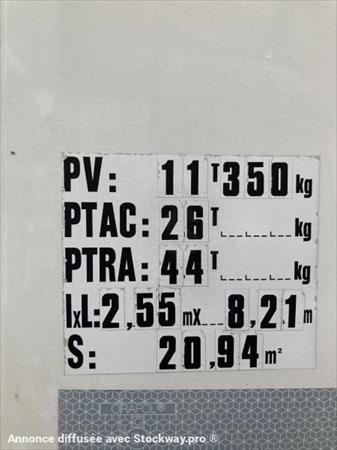 PV: 11T350kg
PTAC: 26T kg
PTRA: 44T kg
lxL: 2,55 mx 8,21 m
S: 20,94 m²
ORAFOL®
Annonce diffusée avec Stockway.pro ®